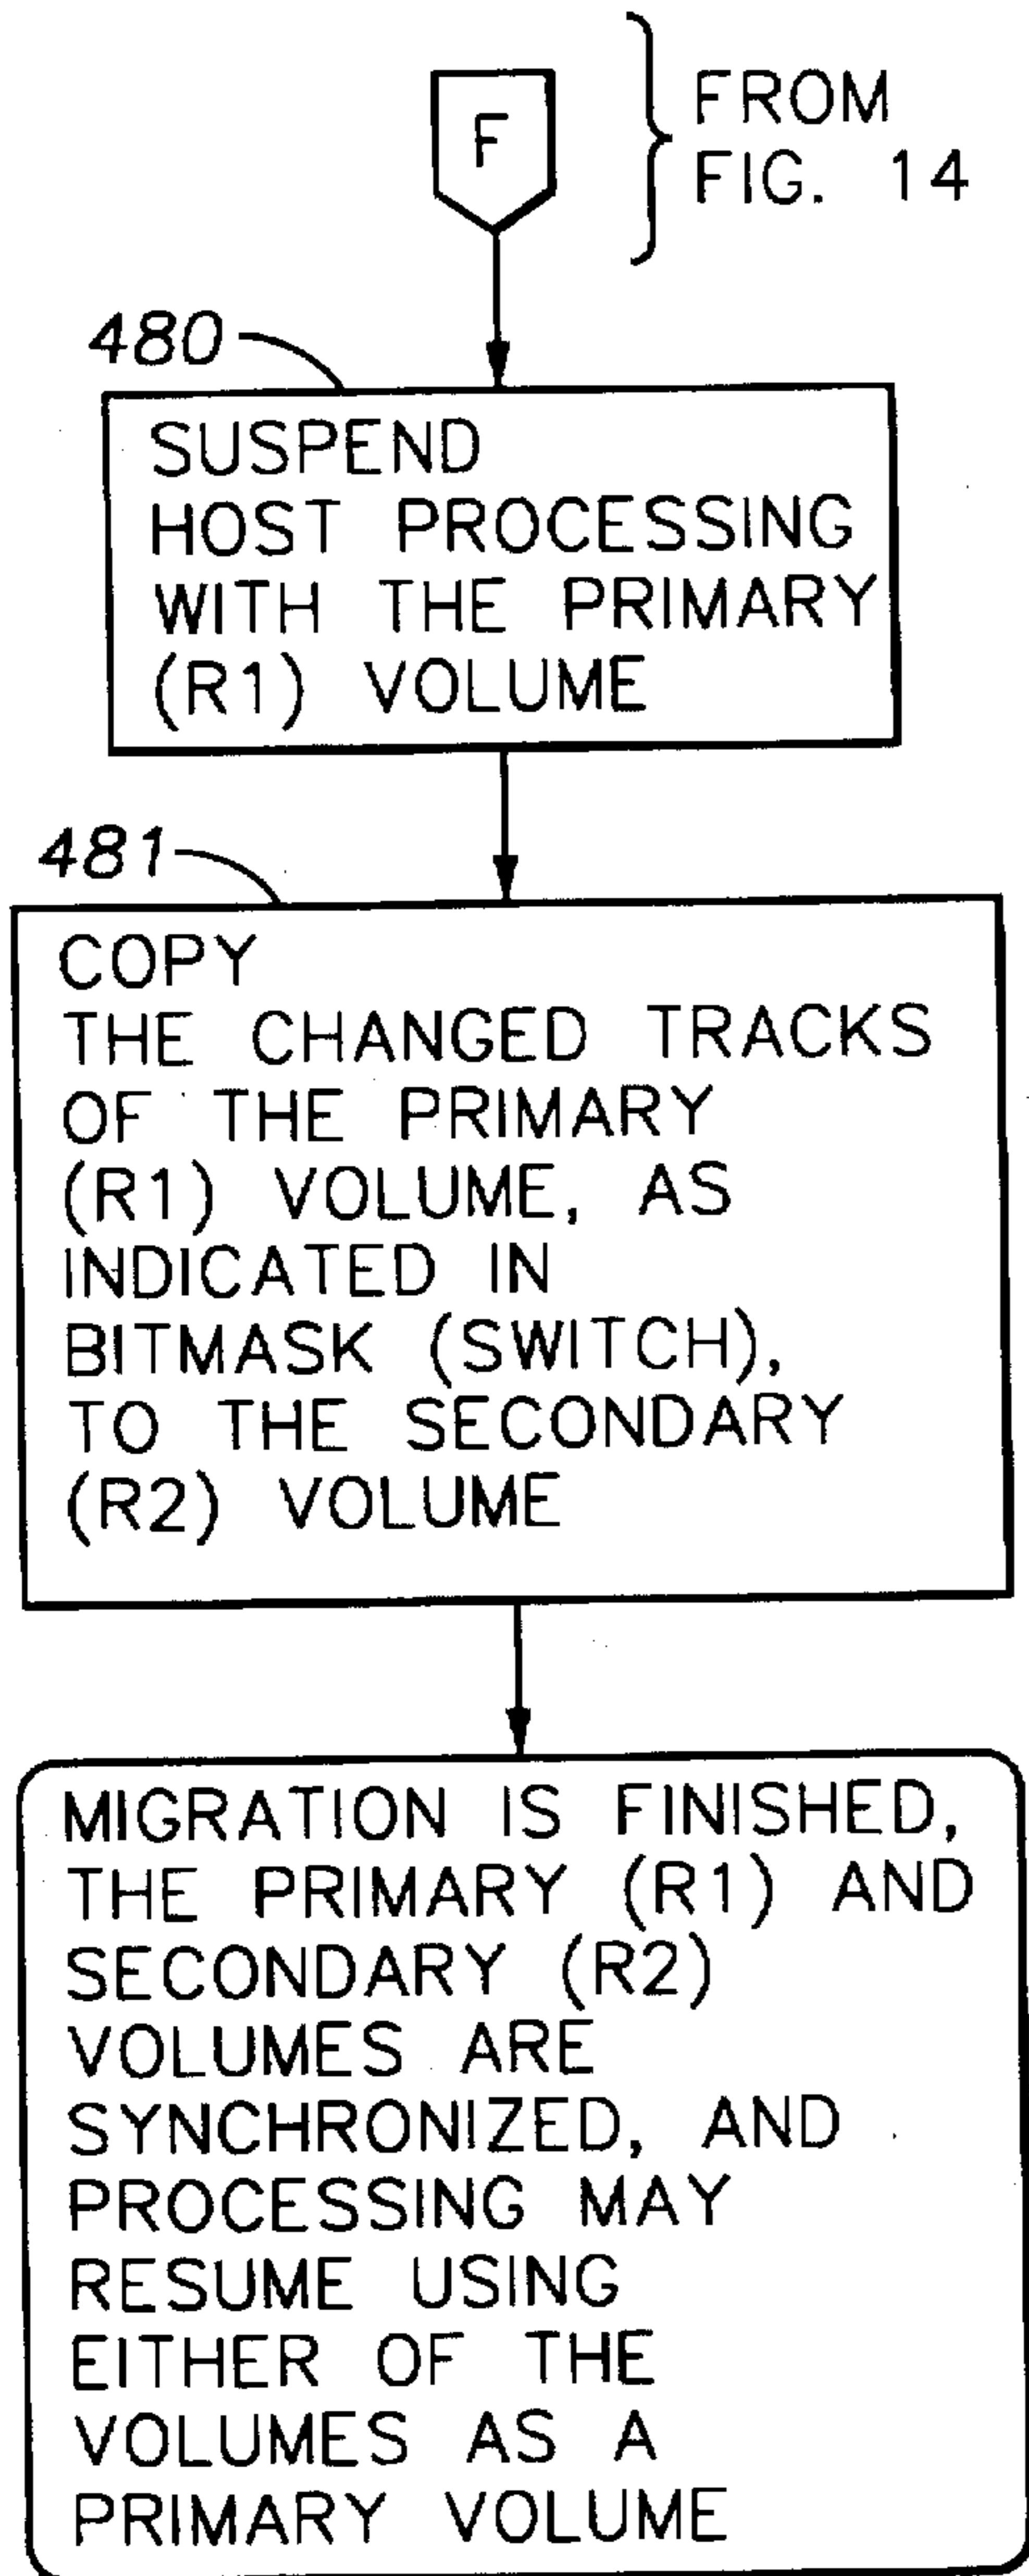 F
FROM
FIG. 14
480
SUSPEND
HOST PROCESSING
WITH THE PRIMARY
(R1) VOLUME
481
COPY
THE CHANGED TRACKS
OF THE PRIMARY
(R1) VOLUME, AS
INDICATED IN
BITMASK (SWITCH),
TO THE SECONDARY
(R2) VOLUME
MIGRATION IS FINISHED,
THE PRIMARY (R1) AND
SECONDARY (R2)
VOLUMES ARE
SYNCHRONIZED, AND
PROCESSING MAY
RESUME USING
EITHER OF THE
VOLUMES AS A
PRIMARY VOLUME